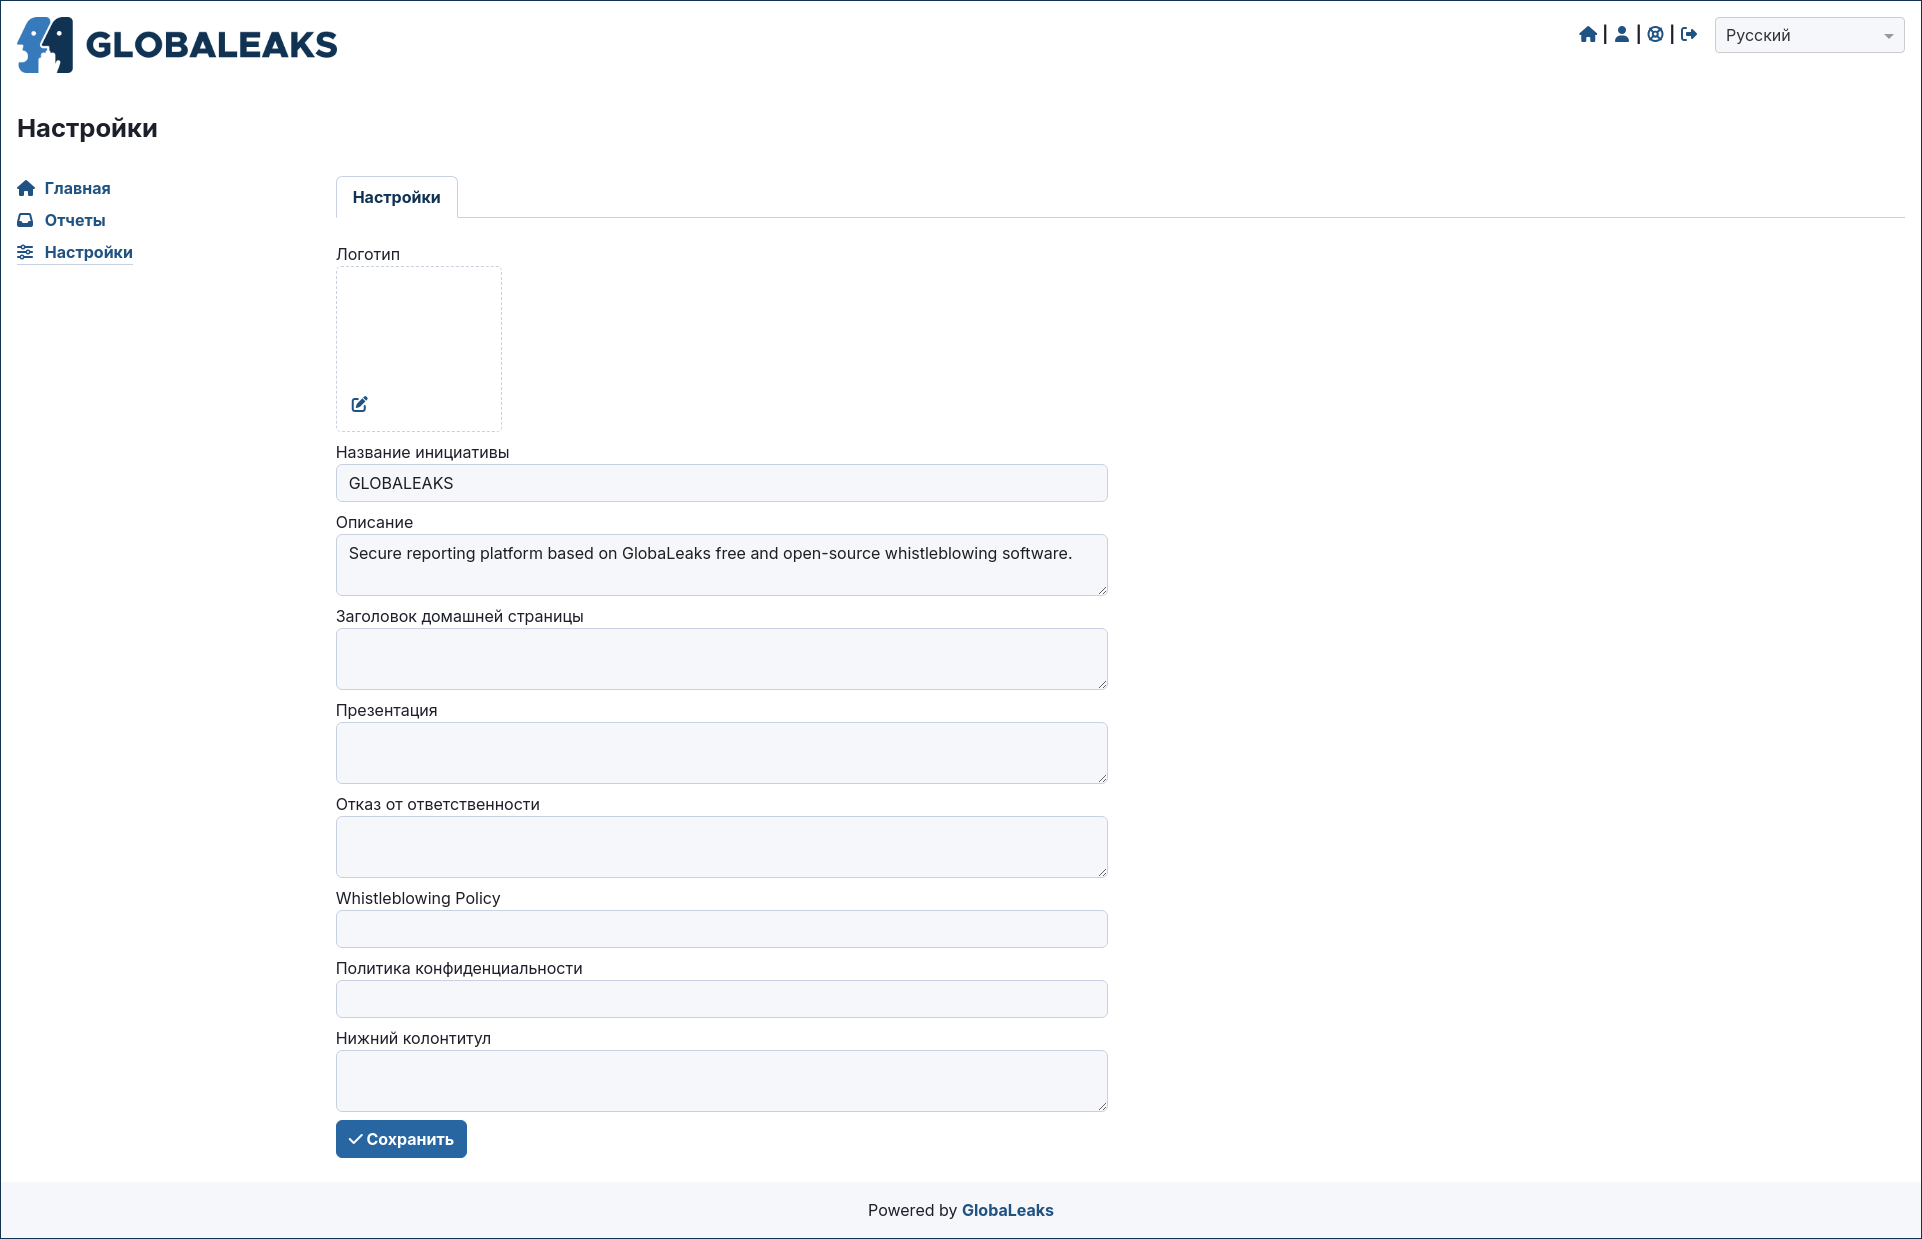 GLOBALEAKS
Русский
Настройки
Главная
Отчеты
Настройки
Настройки
Логотип
Название инициативы
GLOBALEAKS
Описание
Secure reporting platform based on GlobaLeaks free and open-source whistleblowing software.
Заголовок домашней страницы
Презентация
Отказ от ответственности
Whistleblowing Policy
Политика конфиденциальности
Нижний колонтитул
Сохранить
Powered by GlobaLeaks